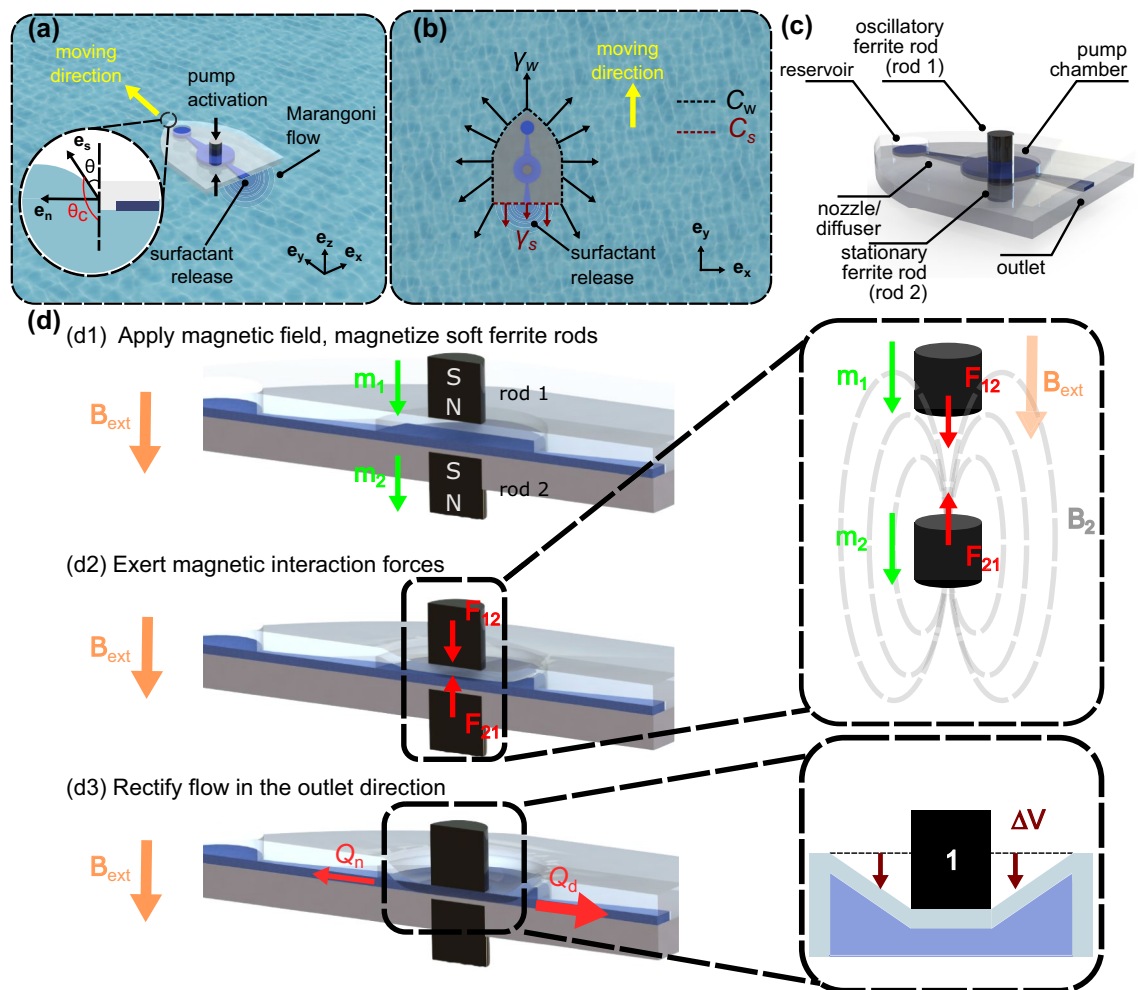 (a)
moving
direction
pump
activation
Marangoni
flow
e_s
θ
e_n
θ_C
surfactant
release
e_z
e_y
e_x
(b)
γ_w
moving
direction
C_w
C_s
γ_s
surfactant
release
e_y
e_x
(c)
oscillatory
ferrite rod
(rod 1)
reservoir
pump
chamber
nozzle/
diffuser
stationary
ferrite rod
(rod 2)
outlet
(d)
(d1) Apply magnetic field, magnetize soft ferrite rods
B_ext
m_1
S
N
rod 1
m_2
S
N
rod 2
(d2) Exert magnetic interaction forces
B_ext
F_12
F_21
m_1
F_12
B_ext
m_2
F_21
B_2
(d3) Rectify flow in the outlet direction
B_ext
Q_n
Q_d
ΔV
1